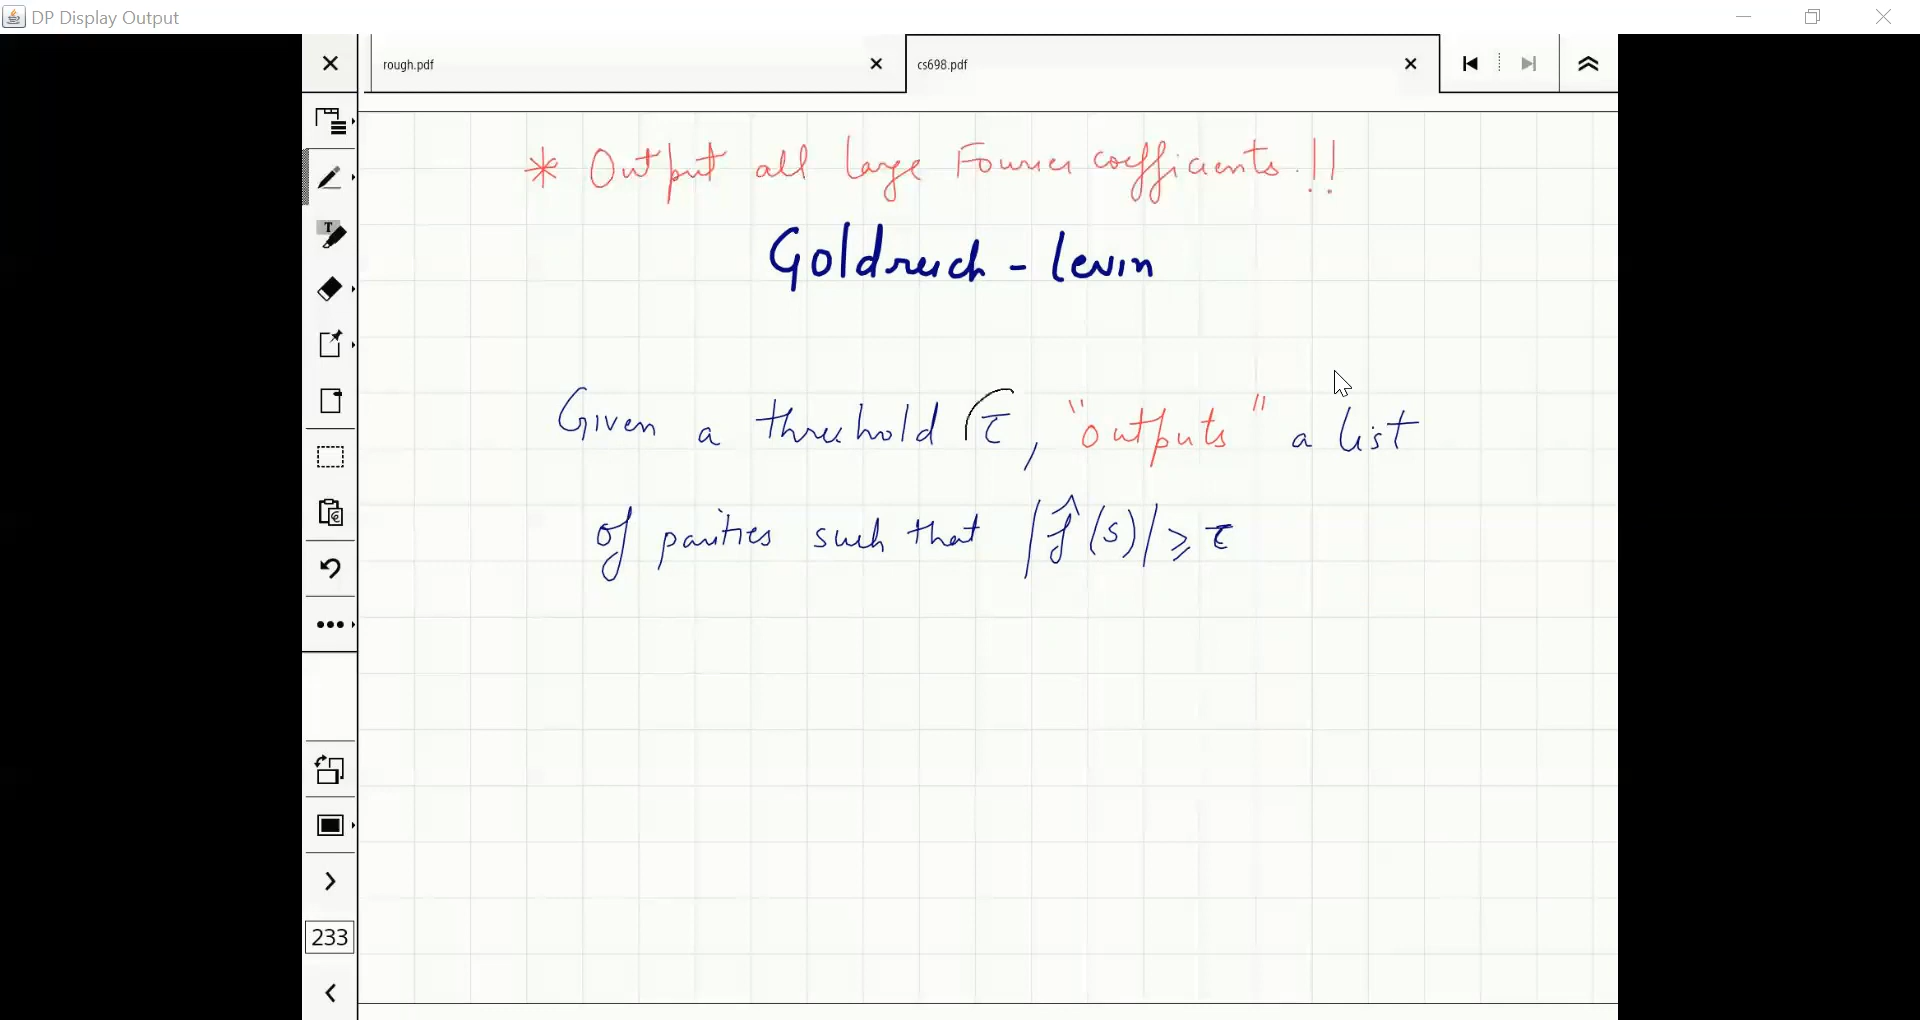 DP Display Output
rough.pdf
cs698.pdf
* Output all large Fourier coefficients.!!
Goldreich - Levin
Given a threshold τ, "outputs" a list
of parities such that |f̂(S)| ⩾ τ
233